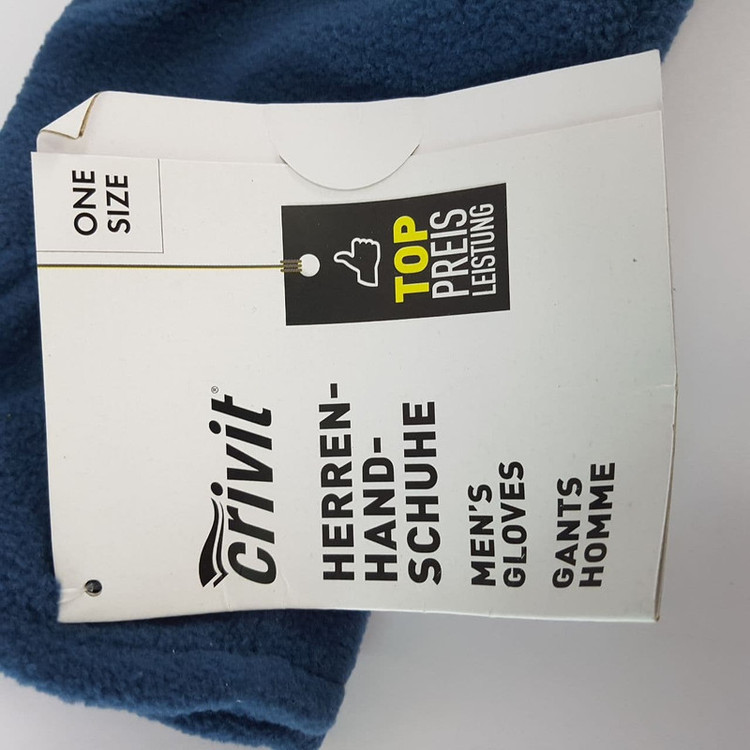 ONE
SIZE
TOP
PREIS
LEISTUNG
crivit®
HERREN-
HAND-
SCHUHE
MEN'S
GLOVES
GANTS
HOMME